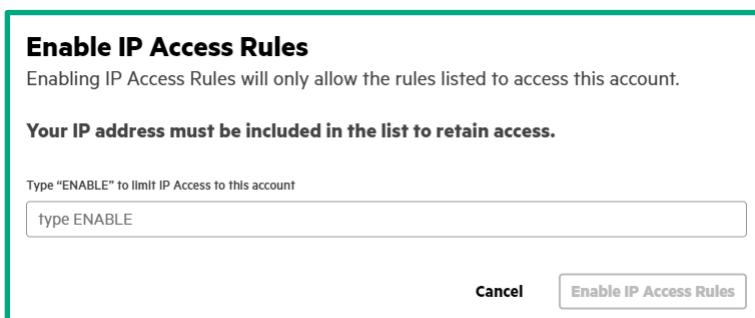 Enable IP Access Rules
Enabling IP Access Rules will only allow the rules listed to access this account.
Your IP address must be included in the list to retain access.
Type “ENABLE” to limit IP Access to this account
type ENABLE
Cancel
Enable IP Access Rules